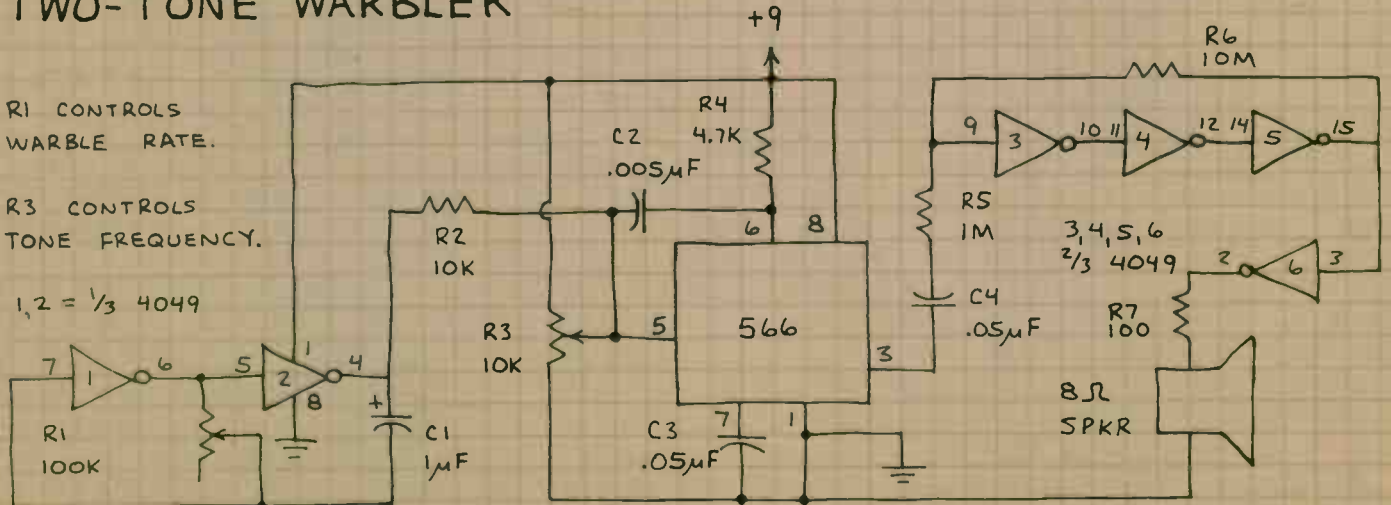 TWO-TONE WARBLER
+9
R6
10M
R1 CONTROLS
WARBLE RATE.
R4
4.7K
C2
.005µF
9 3 10 11 4 12 14 5 15
R3 CONTROLS
TONE FREQUENCY.
R2
10K
6 8
R5
1M
3,4,5,6
2/3 4049
2 6 3
1,2 = 1/3 4049
R3
10K
5 566
3
C4
.05µF
R7
100
7 1 6 5 2 1 4
8
+
R1
100K
C1
1µF
7 1
C3
.05µF
8Ω
SPKR